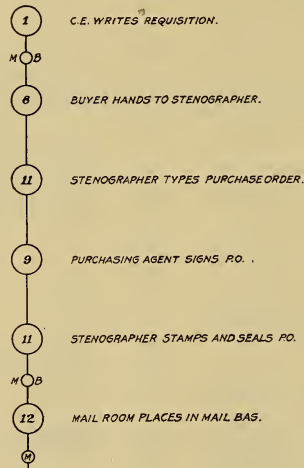 1 C.E. WRITES REQUISITION.
M B
8 BUYER HANDS TO STENOGRAPHER.
11 STENOGRAPHER TYPES PURCHASE ORDER.
9 PURCHASING AGENT SIGNS P.O. .
11 STENOGRAPHER STAMPS AND SEALS P.O.
M B
12 MAIL ROOM PLACES IN MAIL BAG.
M